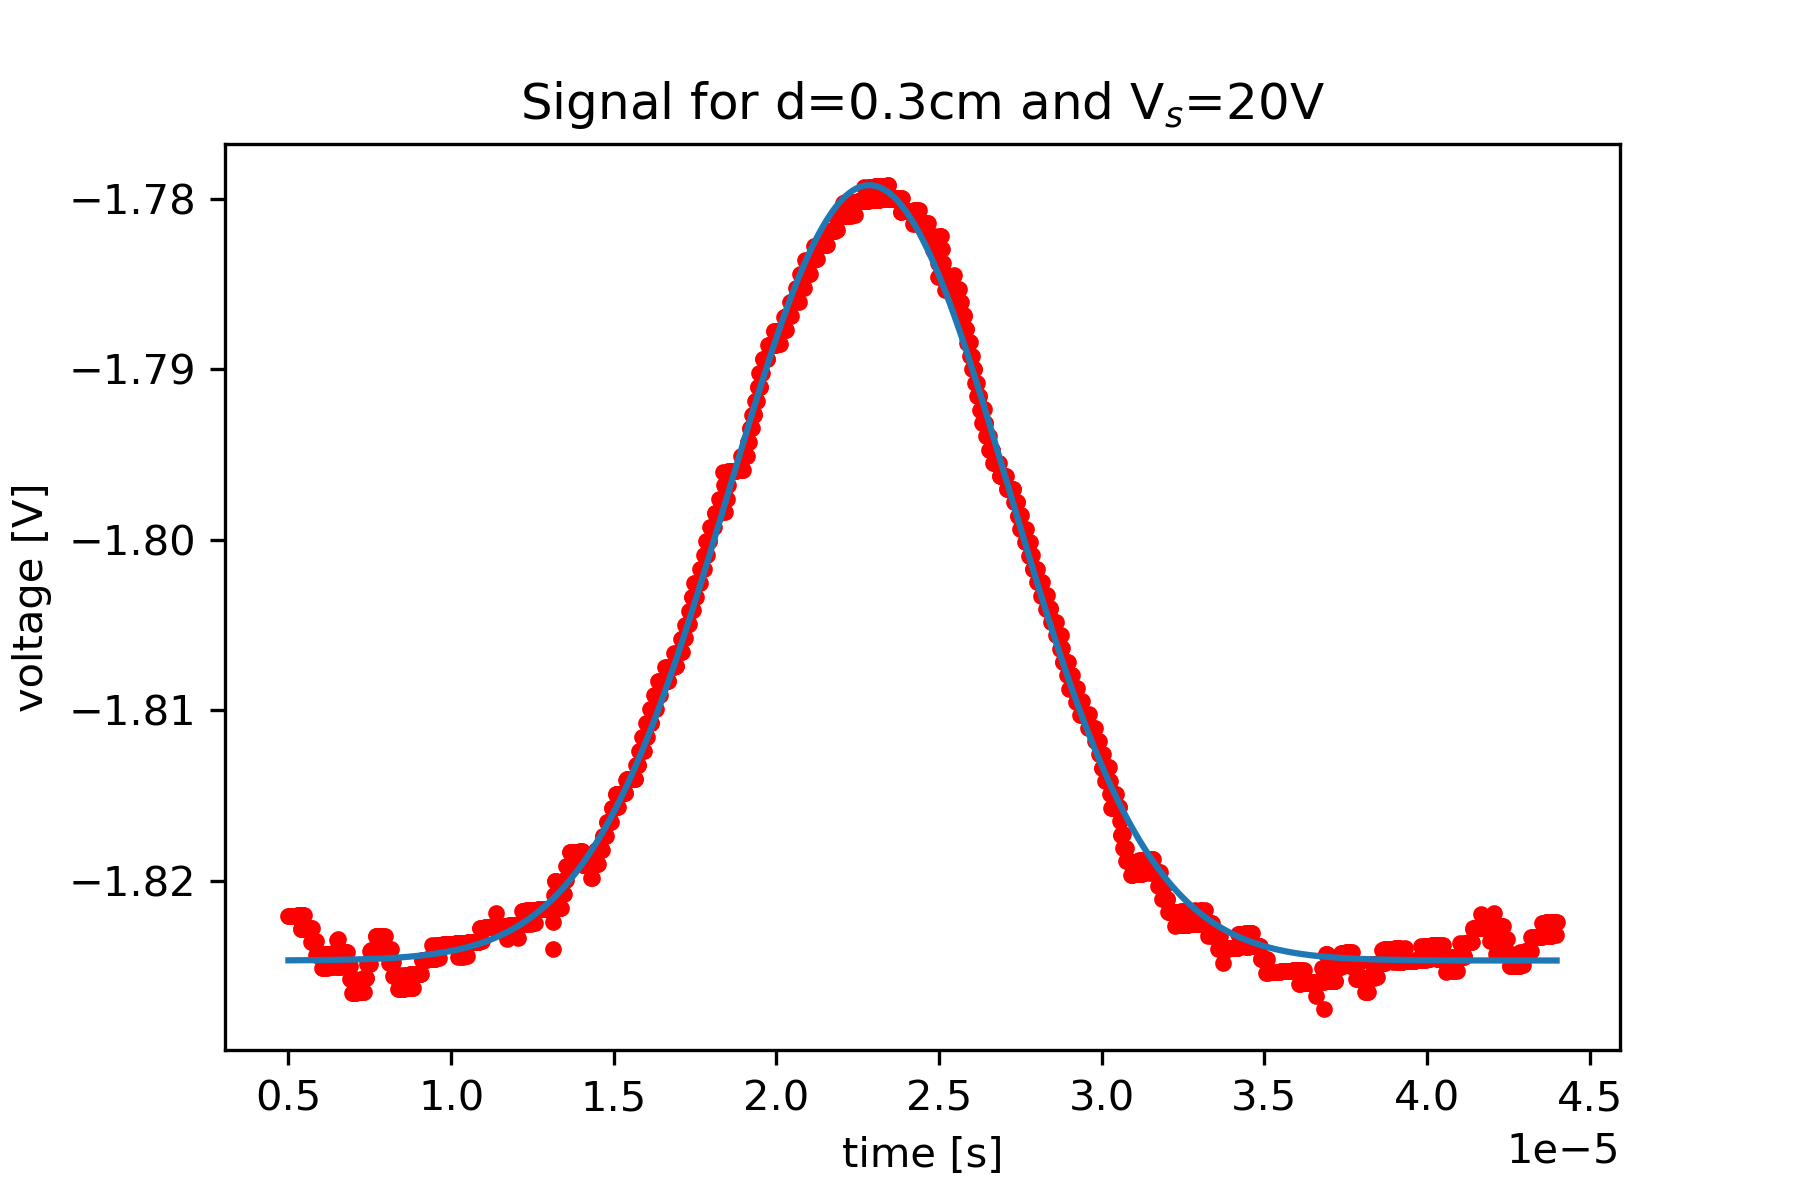 Signal for d=0.3cm and Vₛ=20V
voltage [V]
−1.78
−1.79
−1.80
−1.81
−1.82
0.5 1.0 1.5 2.0 2.5 3.0 3.5 4.0 4.5
1e−5
time [s]